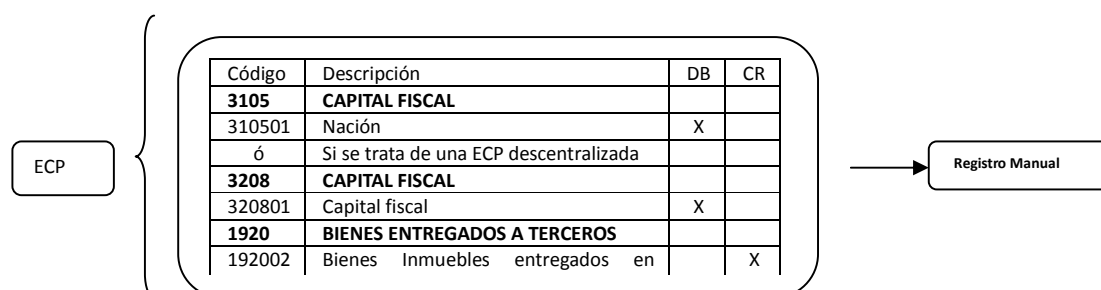 ECP
Código Descripción DB CR
3105 CAPITAL FISCAL
310501 Nación X
ó Si se trata de una ECP descentralizada
3208 CAPITAL FISCAL
320801 Capital fiscal X
1920 BIENES ENTREGADOS A TERCEROS
192002 Bienes Inmuebles entregados en X
Registro Manual